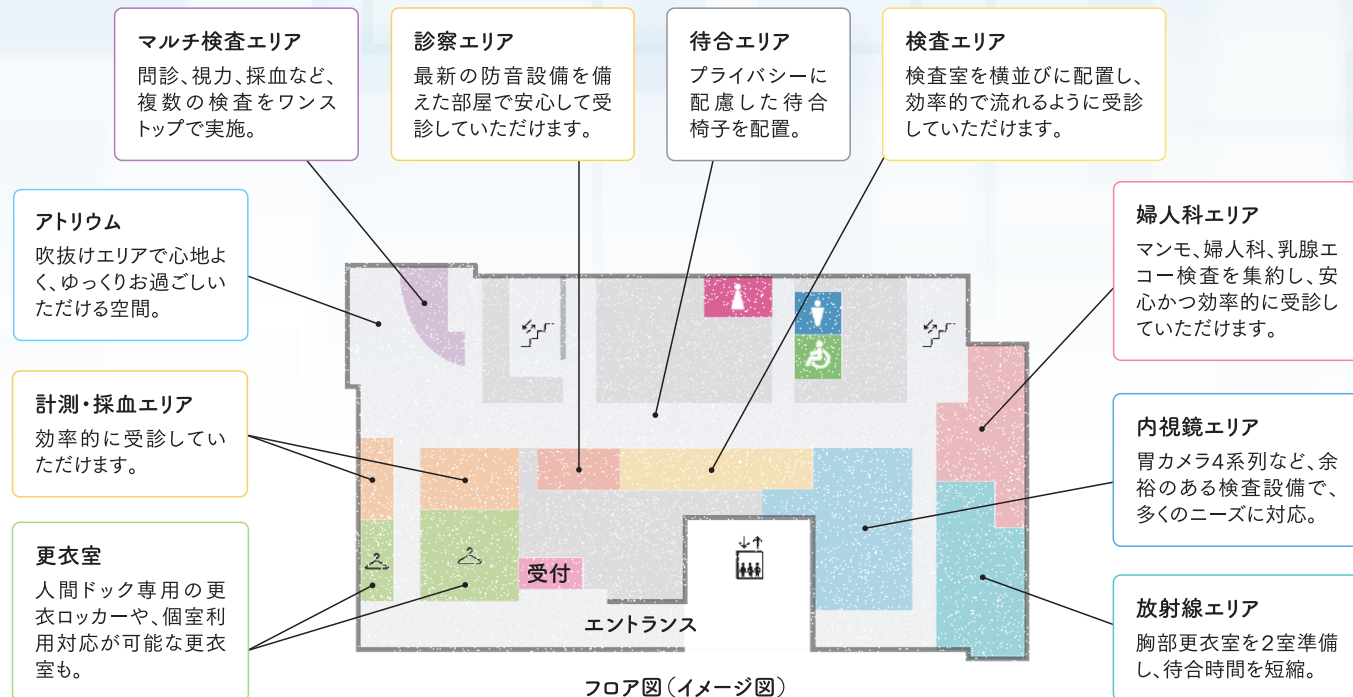 マルチ検査エリア
問診、視力、採血など、
複数の検査をワンス
トップで実施。
診察エリア
最新の防音設備を備
えた部屋で安心して受
診していただけます。
待合エリア
プライバシーに
配慮した待合
椅子を配置。
検査エリア
検査室を横並びに配置し、
効率的で流れるように受診
していただけます。
アトリウム
吹抜けエリアで心地よ
く、ゆっくりお過ごしい
ただける空間。
計測・採血エリア
効率的に受診してい
ただけます。
更衣室
人間ドック専用の更
衣ロッカーや、個室利
用対応が可能な更衣
室も。
婦人科エリア
マンモ、婦人科、乳腺エ
コー検査を集約し、安
心かつ効率的に受診し
ていただけます。
内視鏡エリア
胃カメラ4系列など、余
裕のある検査設備で、
多くのニーズに対応。
放射線エリア
胸部更衣室を2室準備
し、待合時間を短縮。
受付
エントランス
フロア図（イメージ図）